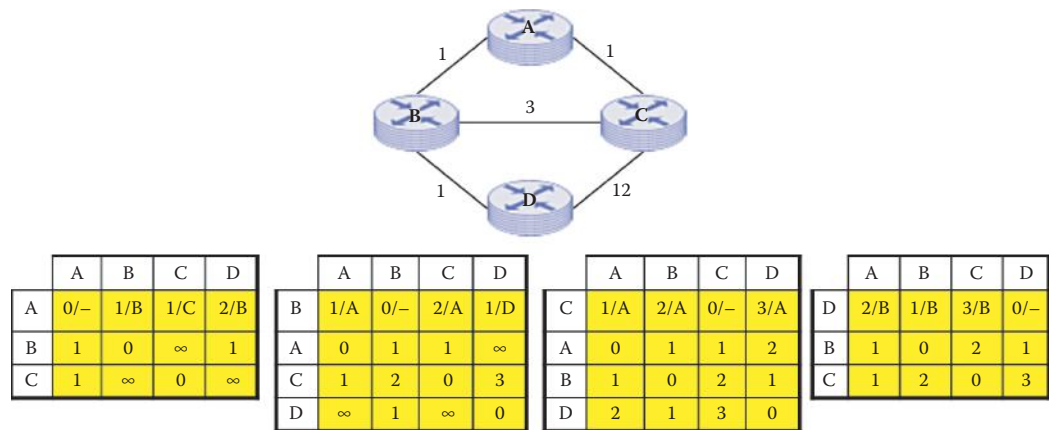 A
1
1
B
3
C
1
12
D
A B C D
A 0/– 1/B 1/C 2/B
B 1 0 ∞ 1
C 1 ∞ 0 ∞
A B C D
B 1/A 0/– 2/A 1/D
A 0 1 1 ∞
C 1 2 0 3
D ∞ 1 ∞ 0
A B C D
C 1/A 2/A 0/– 3/A
A 0 1 1 2
B 1 0 2 1
D 2 1 3 0
A B C D
D 2/B 1/B 3/B 0/–
B 1 0 2 1
C 1 2 0 3